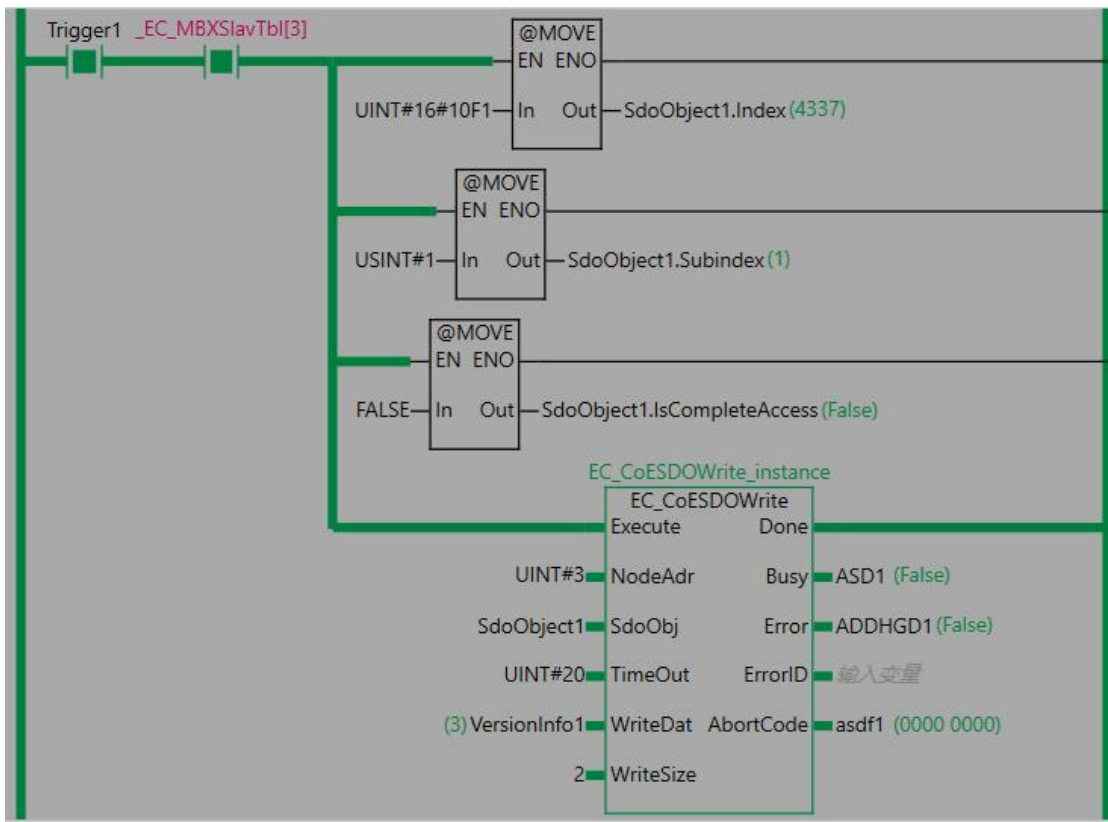 Trigger1 _EC_MBXSlavTbl[3]
@MOVE
EN ENO
UINT#16#10F1 In Out SdoObject1.Index (4337)
@MOVE
EN ENO
USINT#1 In Out SdoObject1.Subindex (1)
@MOVE
EN ENO
FALSE In Out SdoObject1.IsCompleteAccess (False)
EC_CoESDOWrite_instance
EC_CoESDOWrite
Execute Done
UINT#3 NodeAdr Busy ASD1 (False)
SdoObject1 SdoObj Error ADDHGD1 (False)
UINT#20 TimeOut ErrorID 输入变量
(3) VersionInfo1 WriteDat AbortCode asdf1 (0000 0000)
2 WriteSize